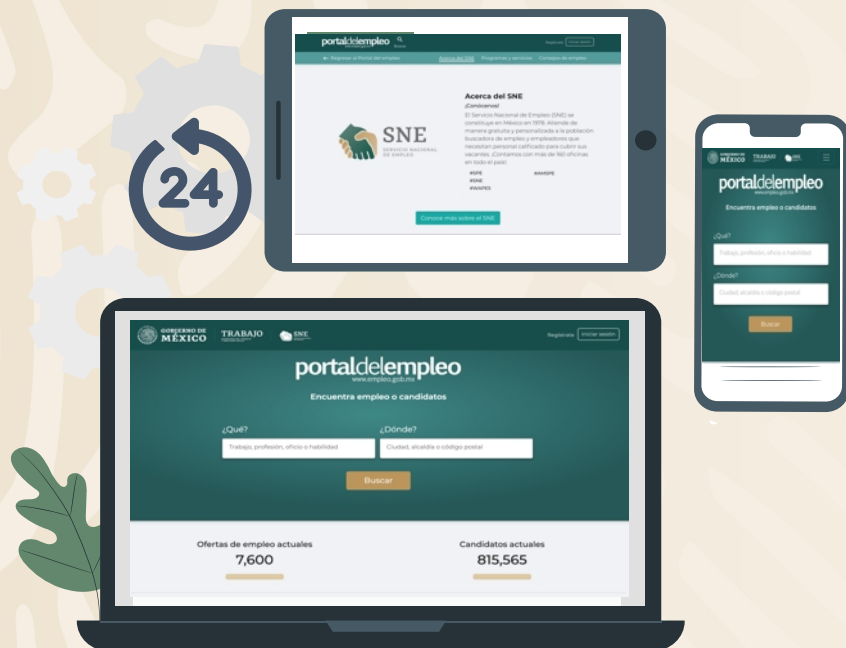 24
portaldelempleo
Buscar
Regístrate Iniciar sesión
Regresar al Portal del empleo Acerca del SNE Programas y servicios Consejos de empleo
SNE
SERVICIO NACIONAL
DE EMPLEO
Acerca del SNE
¡Conócenos!
El Servicio Nacional de Empleo (SNE) se
constituye en México en 1978. Atiende de
manera gratuita y personalizada a la población
buscadora de empleo y empleadores que
necesitan personal calificado para cubrir sus
vacantes. ¡Contamos con más de 160 oficinas
en todo el país!
#SPE #AMSPE
#SNE
#WAPES
Conoce más sobre el SNE
GOBIERNO DE
MÉXICO TRABAJO SNE
portaldelempleo
www.empleo.gob.mx
Encuentra empleo o candidatos
¿Qué?
Trabajo, profesión, oficio o habilidad
¿Dónde?
Ciudad, alcaldía o código postal
Buscar
GOBIERNO DE
MÉXICO TRABAJO SNE Regístrate Iniciar sesión
portaldelempleo
www.empleo.gob.mx
Encuentra empleo o candidatos
¿Qué? ¿Dónde?
Trabajo, profesión, oficio o habilidad Ciudad, alcaldía o código postal
Buscar
Ofertas de empleo actuales Candidatos actuales
7,600 815,565